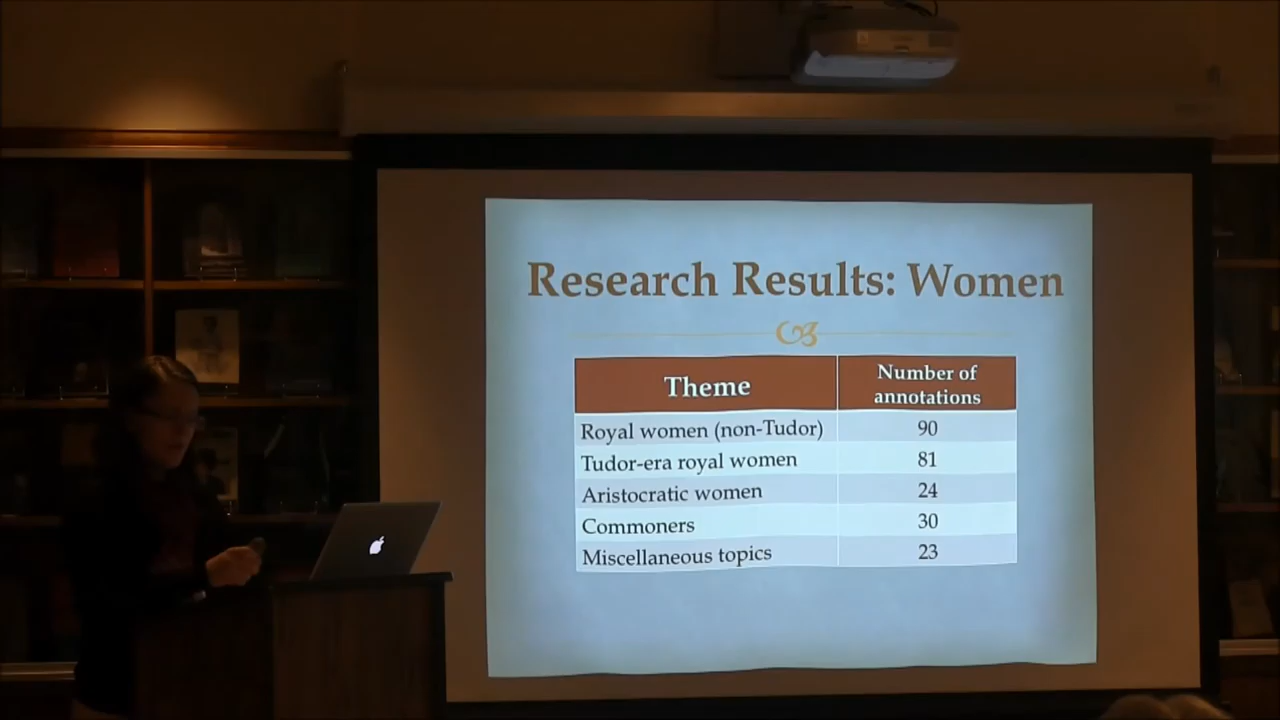 Research Results: Women
Theme
Number of
annotations
Royal women (non-Tudor) 90
Tudor-era royal women 81
Aristocratic women 24
Commoners 30
Miscellaneous topics 23